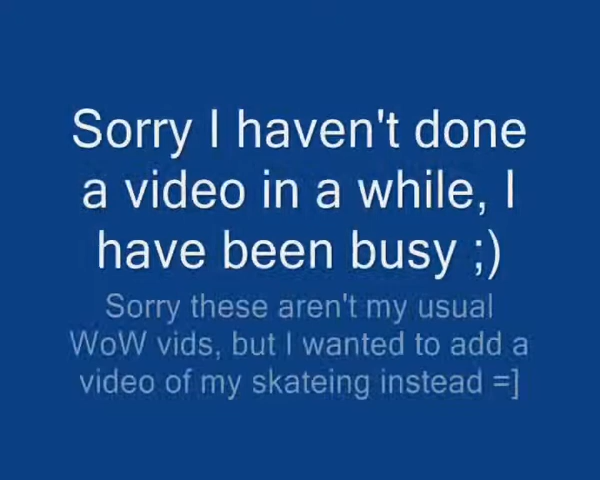 Sorry I haven't done
a video in a while, I
have been busy ;)
Sorry these aren't my usual
WoW vids, but I wanted to add a
video of my skateing instead =]